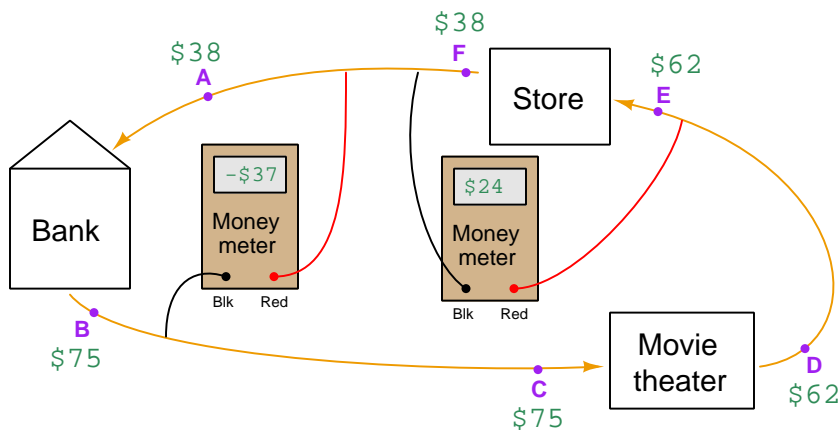 $38
F
$38
A
$62
E
Store
-$37
Money
meter
Blk
Red
$24
Money
meter
Blk
Red
Bank
B
$75
Movie
theater
C
$75
D
$62